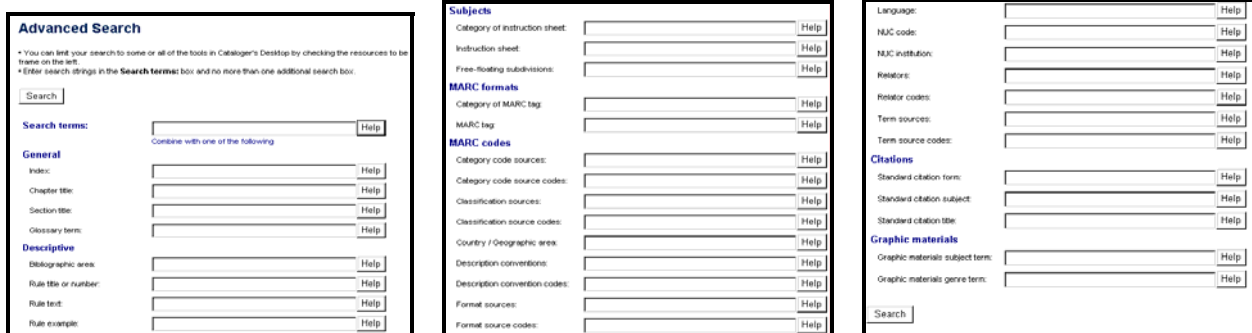 Advanced Search
• You can limit your search to some or all of the tools in Cataloger's Desktop by checking the resources to be
frame on the left.
• Enter search strings in the Search terms: box and no more than one additional search box.
Search
Search terms: Help
Combine with one of the following
General
Index: Help
Chapter title: Help
Section title: Help
Glossary term: Help
Descriptive
Bibliographic area: Help
Rule title or number: Help
Rule text: Help
Rule example: Help
Subjects
Category of instruction sheet: Help
Instruction sheet: Help
Free-floating subdivisions: Help
MARC formats
Category of MARC tag: Help
MARC tag: Help
MARC codes
Category code sources: Help
Category code source codes: Help
Classification sources: Help
Classification source codes: Help
Country / Geographic area: Help
Description conventions: Help
Description convention codes: Help
Format sources: Help
Format source codes: Help
Language: Help
NUC code: Help
NUC institution: Help
Relators: Help
Relator codes: Help
Term sources: Help
Term source codes: Help
Citations
Standard citation form: Help
Standard citation subject: Help
Standard citation title: Help
Graphic materials
Graphic materials subject term: Help
Graphic materials genre term: Help
Search